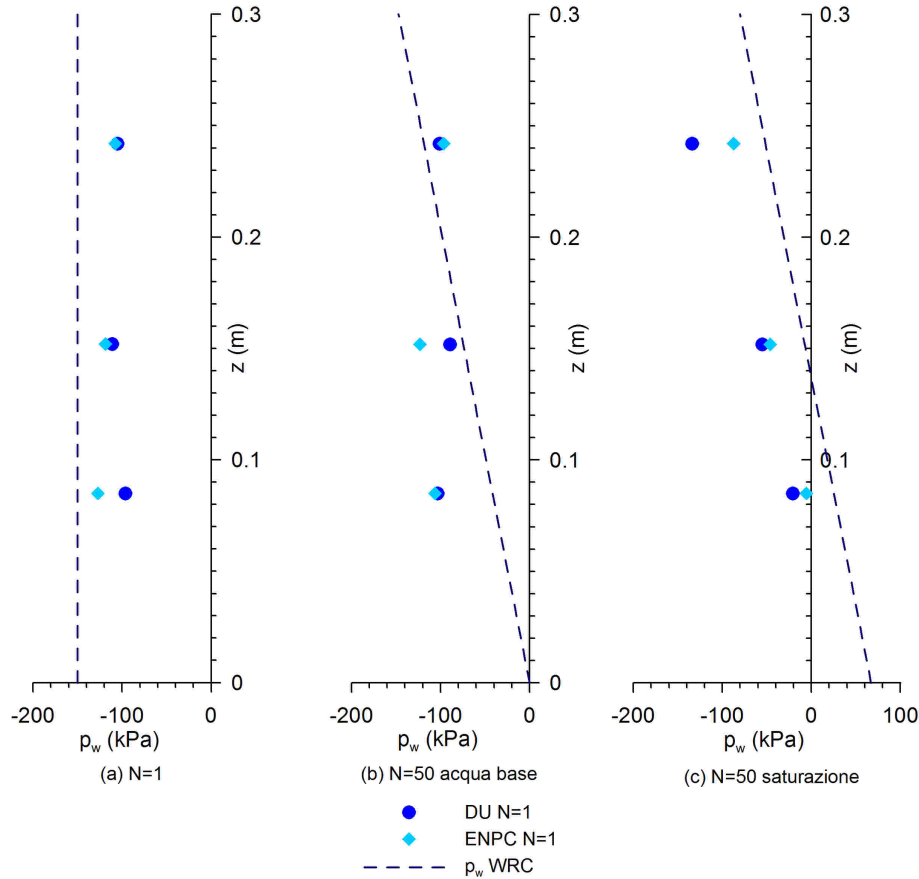 0.3 0.3 0.3
0.2 0.2 0.2
z (m) z (m) z (m)
0.1 0.1 0.1
0 0
-200 -100 0 -200 -100 0 -200 -100 0 100
p_w (kPa) p_w (kPa) p_w (kPa)
(a) N=1 (b) N=50 acqua base (c) N=50 saturazione
DU N=1
ENPC N=1
p_w WRC